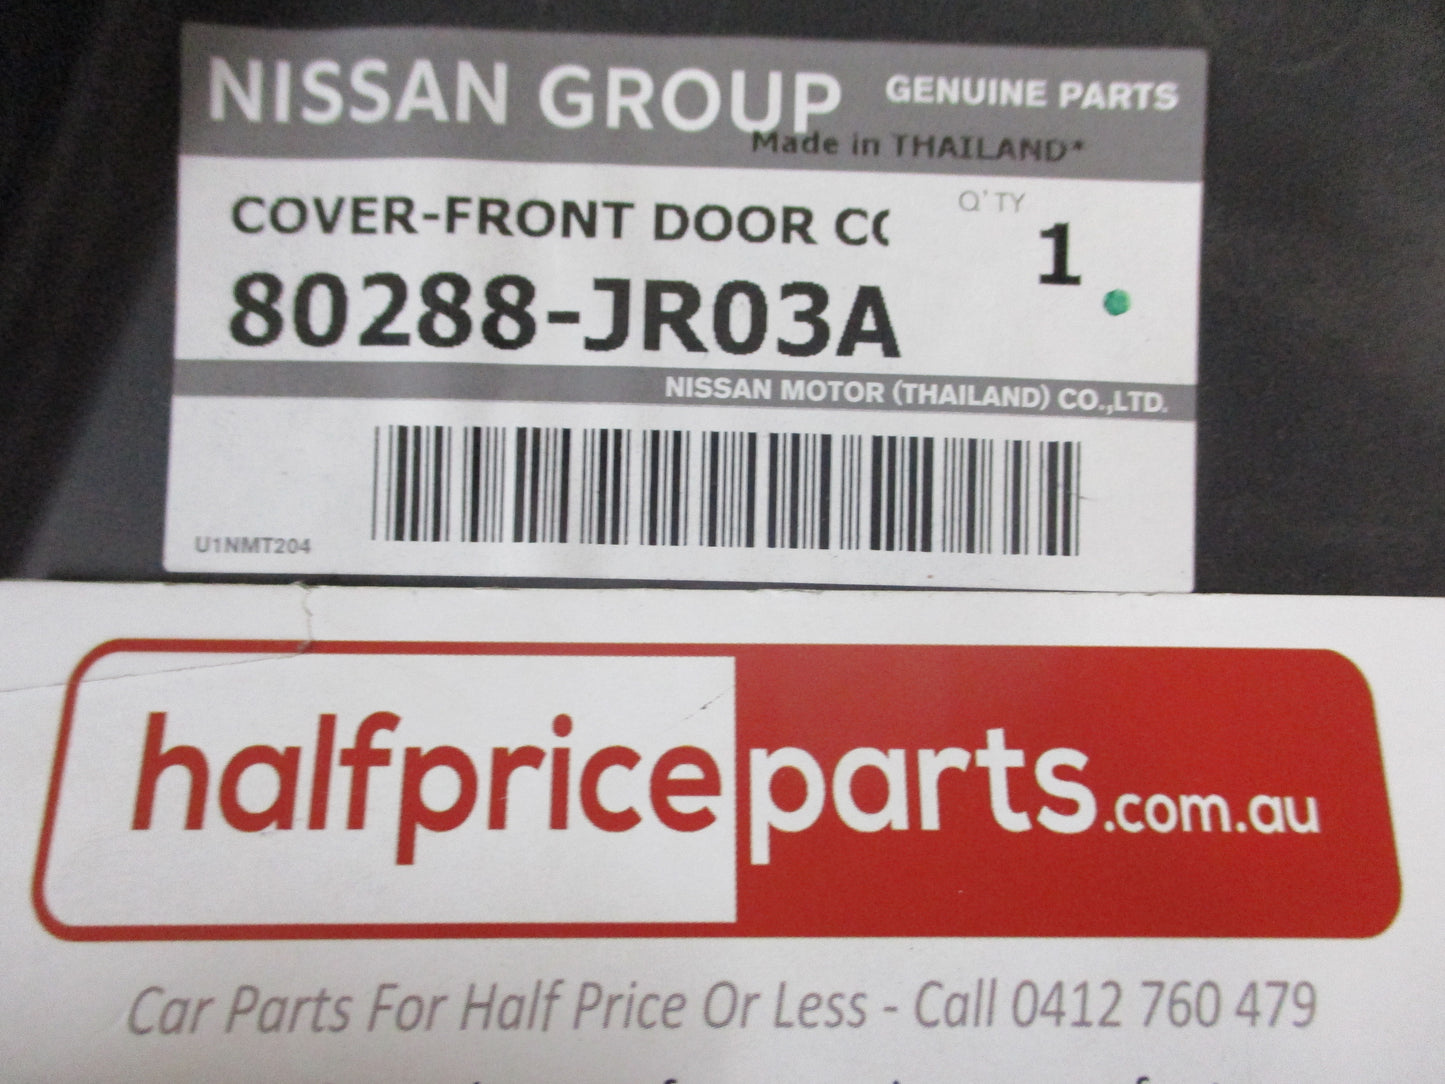 NISSAN GROUP GENUINE PARTS
Made in THAILAND*
COVER-FRONT DOOR CO
Q'TY
1
80288-JR03A
NISSAN MOTOR (THAILAND) CO.,LTD.
U1NMT204
halfpriceparts.com.au
Car Parts For Half Price Or Less - Call 0412 760 479